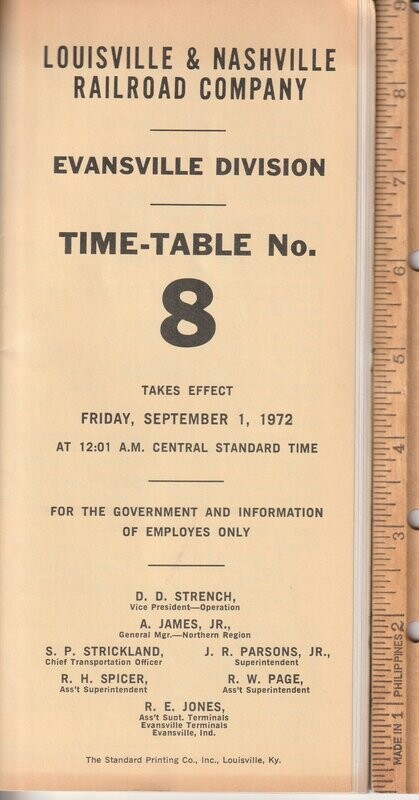 LOUISVILLE & NASHVILLE
RAILROAD COMPANY
EVANSVILLE DIVISION
TIME-TABLE No.
8
TAKES EFFECT
FRIDAY, SEPTEMBER 1, 1972
AT 12:01 A.M. CENTRAL STANDARD TIME
FOR THE GOVERNMENT AND INFORMATION
OF EMPLOYES ONLY
D. D. STRENCH,
Vice President—Operation
A. JAMES, JR.,
General Mgr.—Northern Region
S. P. STRICKLAND,
Chief Transportation Officer
J. R. PARSONS, JR.,
Superintendent
R. H. SPICER,
Ass't Superintendent
R. W. PAGE,
Ass't Superintendent
R. E. JONES,
Ass't Supt. Terminals
Evansville Terminals
Evansville, Ind.
The Standard Printing Co., Inc., Louisville, Ky.
MADE IN PHILIPPINES
1
2
3
4
5
6
7
8
9